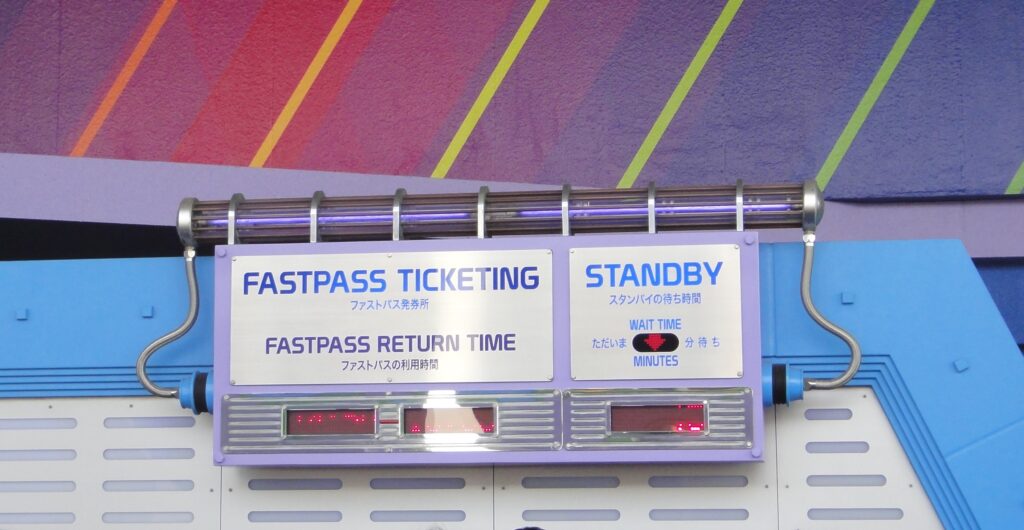 FASTPASS TICKETING
ファストパス発券所
FASTPASS RETURN TIME
ファストパスの利用時間
STANDBY
スタンバイの待ち時間
WAIT TIME
ただいま 分待ち
MINUTES